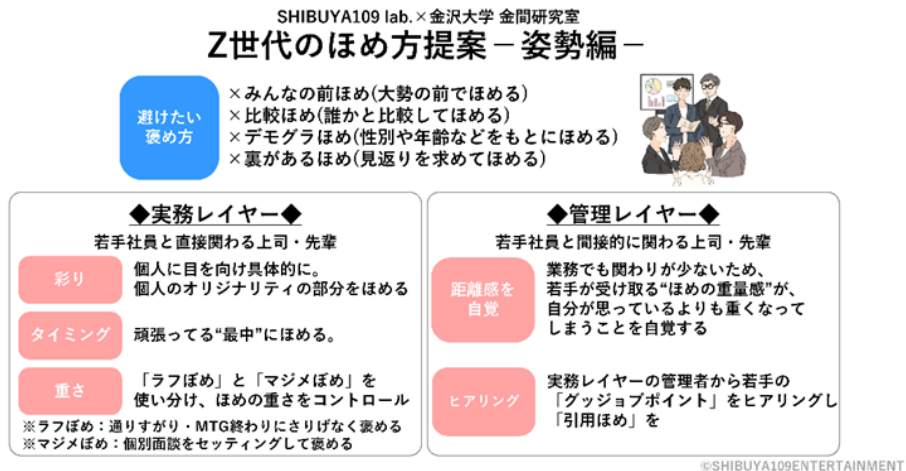 SHIBUYA109 lab.×金沢大学 金間研究室
Z世代のほめ方提案－姿勢編－
避けたい
褒め方
×みんなの前ほめ(大勢の前でほめる)
×比較ほめ(誰かと比較してほめる)
×デモグラほめ(性別や年齢などをもとにほめる)
×裏があるほめ(見返りを求めてほめる)
◆実務レイヤー◆
若手社員と直接関わる上司・先輩
彩り
個人に目を向け具体的に。
個人のオリジナリティの部分をほめる
タイミング
頑張ってる“最中”にほめる。
重さ
「ラフぼめ」と「マジメぼめ」を
使い分け、ほめの重さをコントロール
※ラフぼめ：通りすがり・MTG終わりにさりげなく褒める
※マジメぼめ：個別面談をセッティングして褒める
◆管理レイヤー◆
若手社員と間接的に関わる上司・先輩
距離感を
自覚
業務でも関わりが少ないため、
若手が受け取る“ほめの重量感”が、
自分が思っているよりも重くなって
しまうことを自覚する
ヒアリング
実務レイヤーの管理者から若手の
「グッジョブポイント」をヒアリングし
「引用ほめ」を
©SHIBUYA109ENTERTAINMENT